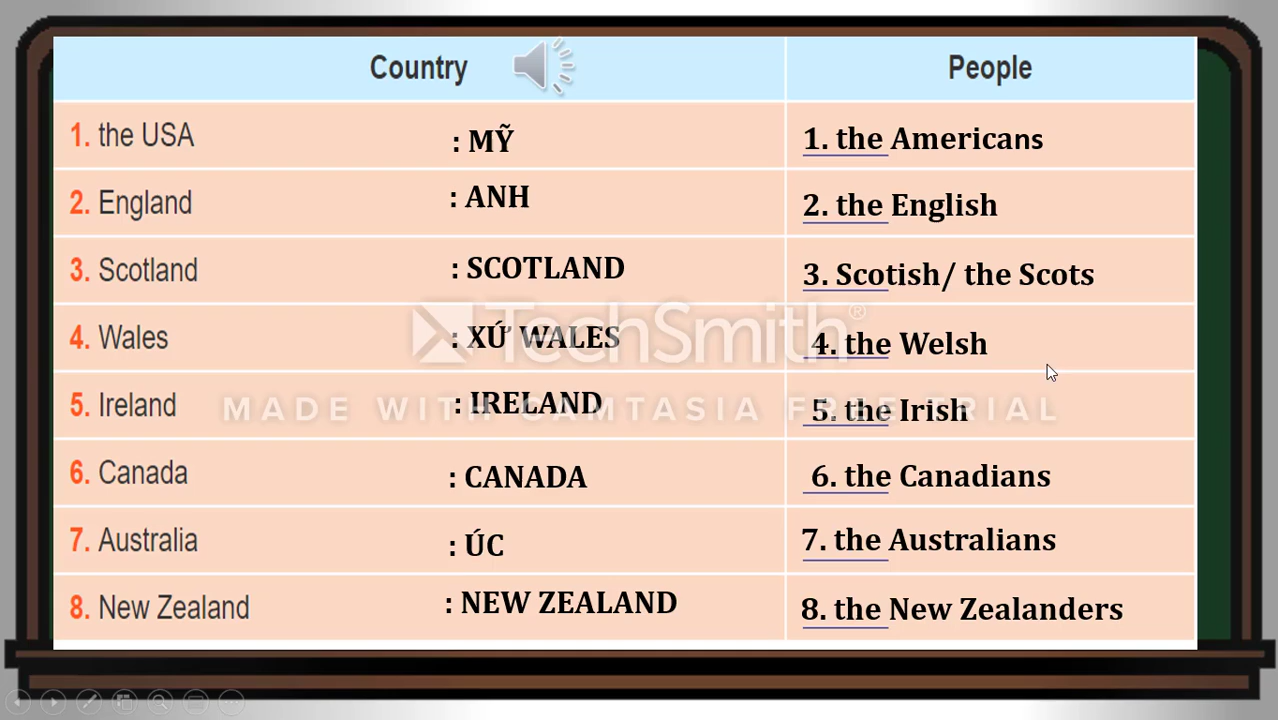 Country People
1. the USA : MỸ 1. the Americans
2. England : ANH 2. the English
3. Scotland : SCOTLAND 3. Scotish/ the Scots
4. Wales : XỨ WALES 4. the Welsh
TechSmith®
5. Ireland : IRELAND 5. the Irish
MADE WITH CAMTASIA FREE TRIAL
6. Canada : CANADA 6. the Canadians
7. Australia : ÚC 7. the Australians
8. New Zealand : NEW ZEALAND 8. the New Zealanders